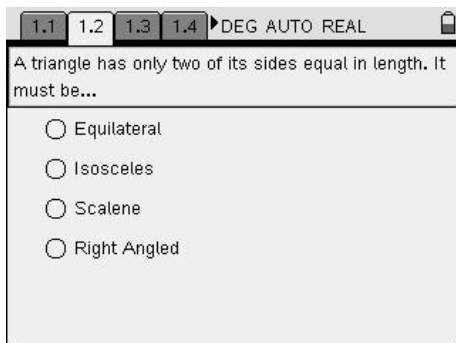 1.1 1.2 1.3 1.4 DEG AUTO REAL
A triangle has only two of its sides equal in length. It
must be...
Equilateral
Isosceles
Scalene
Right Angled